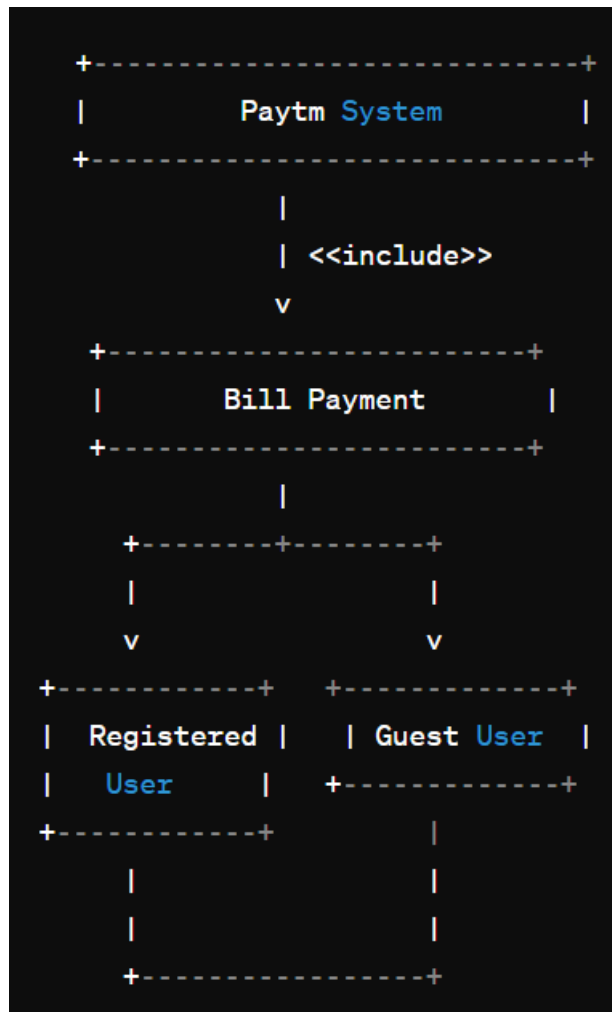 +-----------------------------+
|         Paytm System        |
+-----------------------------+
            |
            | <<include>>
            v
 +-------------------------+
 |       Bill Payment       |
 +-------------------------+
            |
   +--------+--------+
   |                 |
   v                 v
+------------+   +-------------+
|  Registered |   | Guest User  |
|   User     |   +-------------+
+------------+         |
     |                 |
     |                 |
     +-----------------+